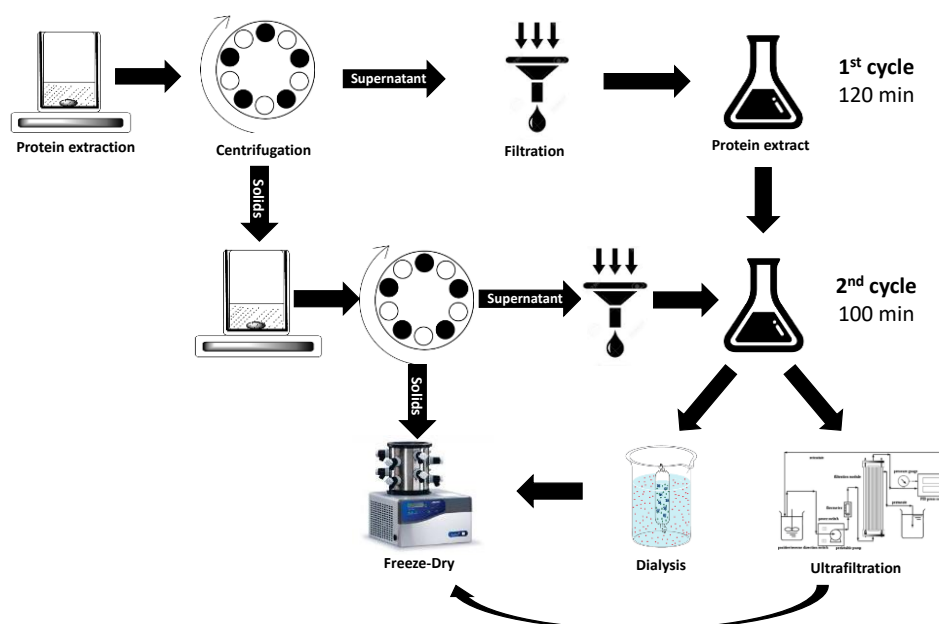 Protein extraction
Centrifugation
Supernatant
Filtration
Protein extract
1st cycle
120 min
Solids
Supernatant
2nd cycle
100 min
Solids
Freeze-Dry
Dialysis
Ultrafiltration